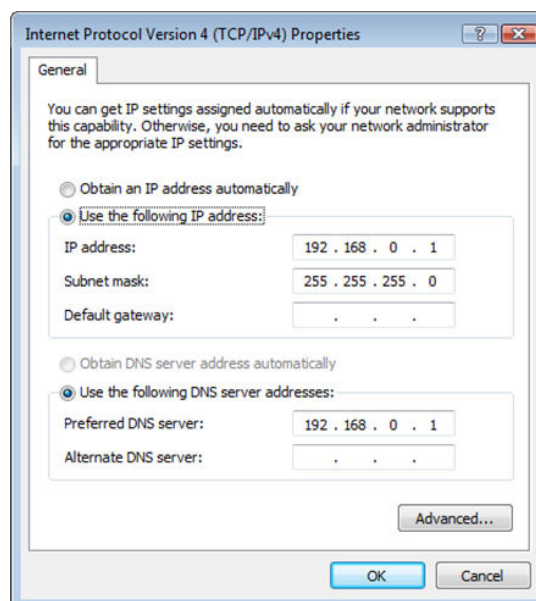 Internet Protocol Version 4 (TCP/IPv4) Properties
General
You can get IP settings assigned automatically if your network supports
this capability. Otherwise, you need to ask your network administrator
for the appropriate IP settings.
Obtain an IP address automatically
Use the following IP address:
IP address: 192 . 168 . 0 . 1
Subnet mask: 255 . 255 . 255 . 0
Default gateway: . . .
Obtain DNS server address automatically
Use the following DNS server addresses:
Preferred DNS server: 192 . 168 . 0 . 1
Alternate DNS server: . . .
Advanced...
OK Cancel